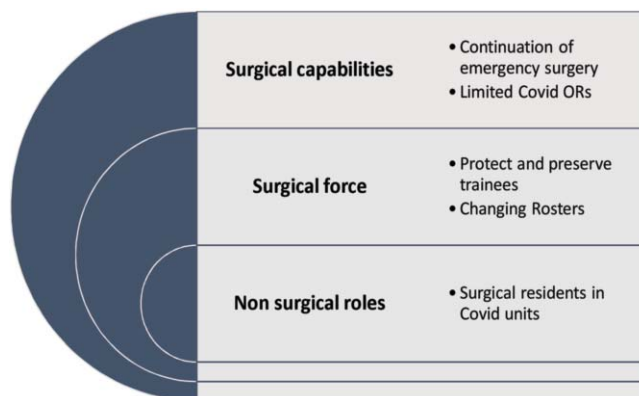 Surgical capabilities
• Continuation of
emergency surgery
• Limited Covid ORs
Surgical force
• Protect and preserve
trainees
• Changing Rosters
Non surgical roles
• Surgical residents in
Covid units